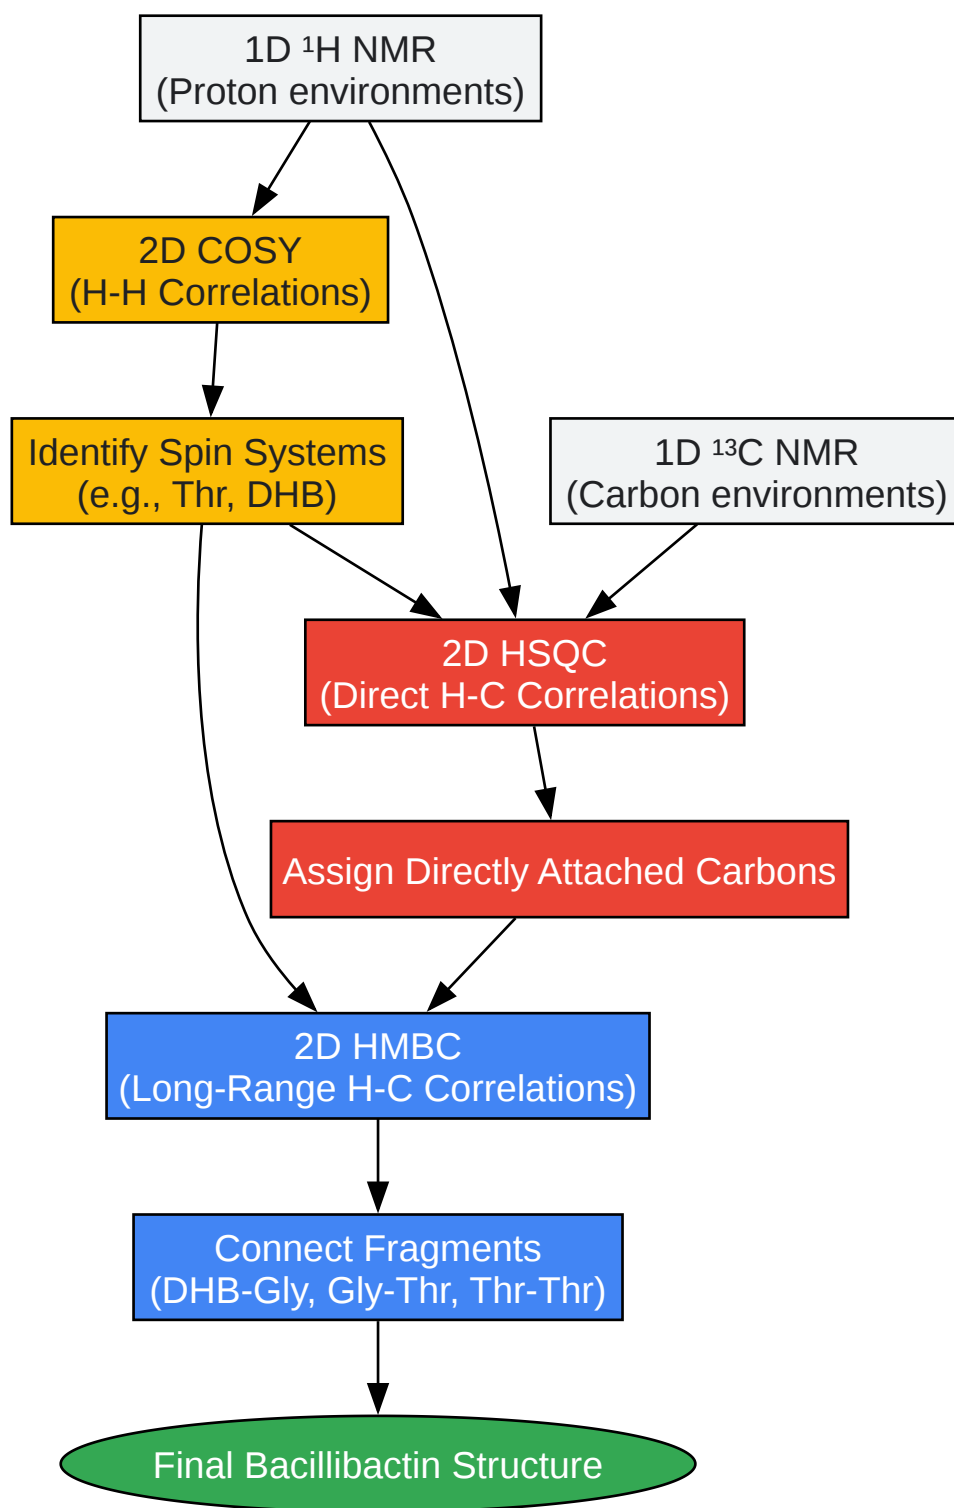 1D ¹H NMR
(Proton environments)
2D COSY
(H-H Correlations)
Identify Spin Systems
(e.g., Thr, DHB)
1D ¹³C NMR
(Carbon environments)
2D HSQC
(Direct H-C Correlations)
Assign Directly Attached Carbons
2D HMBC
(Long-Range H-C Correlations)
Connect Fragments
(DHB-Gly, Gly-Thr, Thr-Thr)
Final Bacillibactin Structure